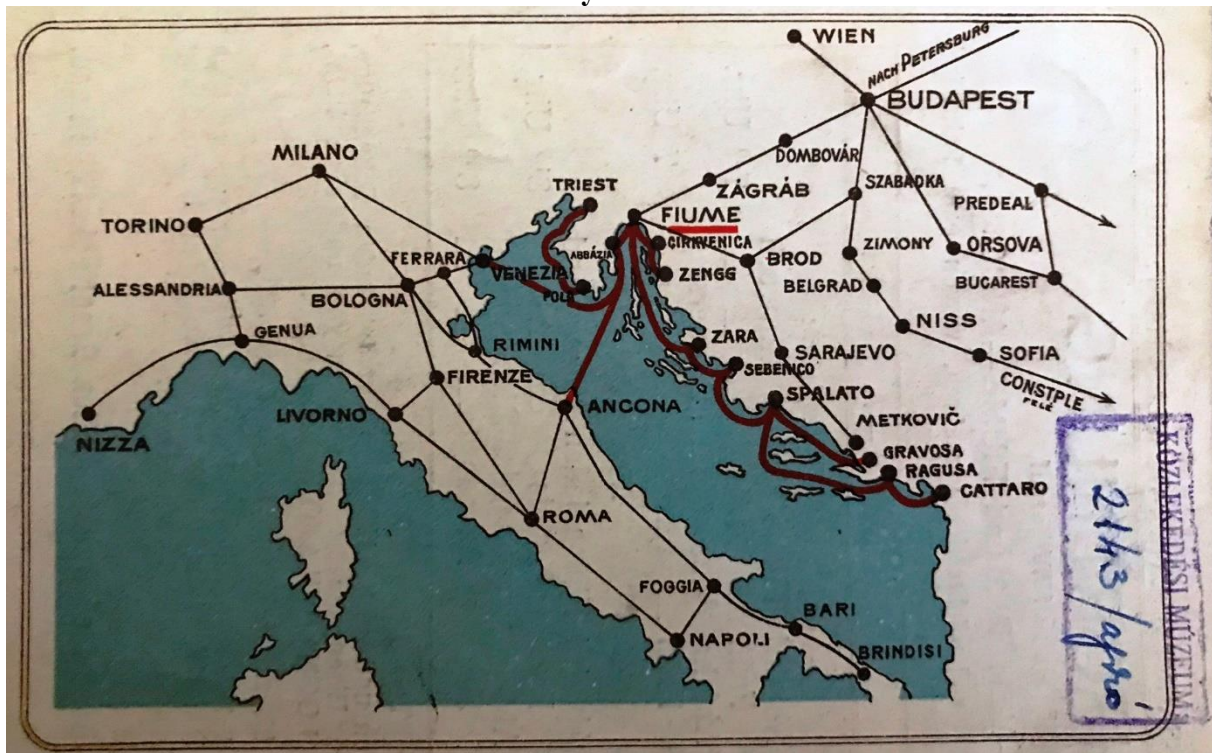 WIEN
NACH PETERSBURG
BUDAPEST
DOMBOVÁR
MILANO
TRIEST
ZÁGRÁB
SZABADKA
PREDEAL
TORINO
FIUME
CIRKVENICA
ZIMONY
ORSOVA
FERRARA
ABBÁZIA
VENEZIA
ZENGG
BROD
BELGRAD
BUCAREST
ALESSANDRIA
BOLOGNA
POLA
GENUA
RIMINI
ZARA
SARAJEVO
NISS
SOFIA
FIRENZE
SEBENICO
CONSTPLE
FELÉ
LIVORNO
ANCONA
SPALATO
NIZZA
METKOVIČ
GRAVOSA
RAGUSA
CATTARO
ROMA
FOGGIA
BARI
NAPOLI
BRINDISI
KÖZLEKEDÉSI MÚZEUM
2143/apró